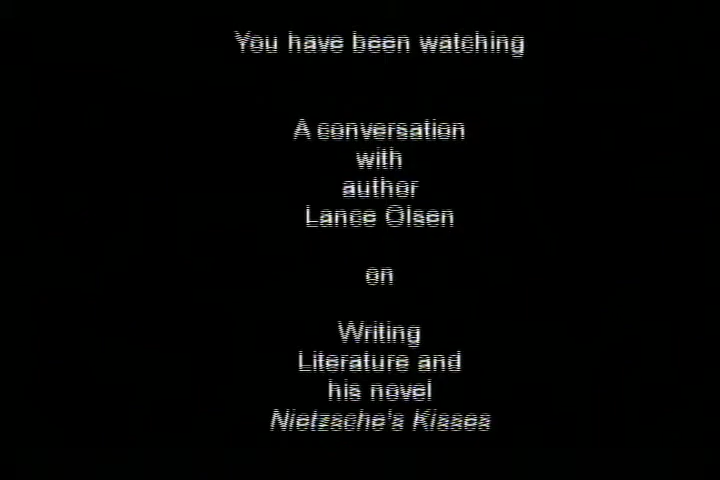 You have been watching
A conversation
with
author
Lance Olsen
on
Writing
Literature and
his novel
Nietzsche's Kisses